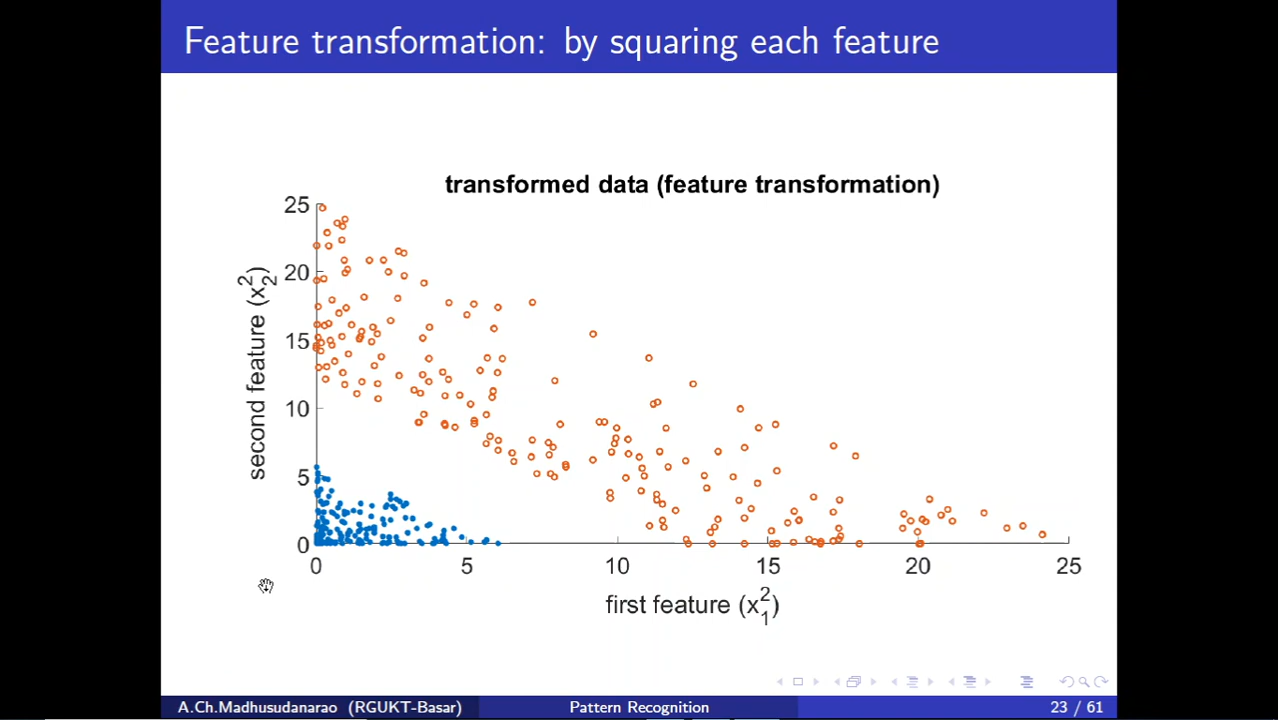 Feature transformation: by squaring each feature
transformed data (feature transformation)
25
20
15
10
5
0
second feature (x₂²)
0 5 10 15 20 25
first feature (x₁²)
A.Ch.Madhusudanarao (RGUKT-Basar) Pattern Recognition 23 / 61